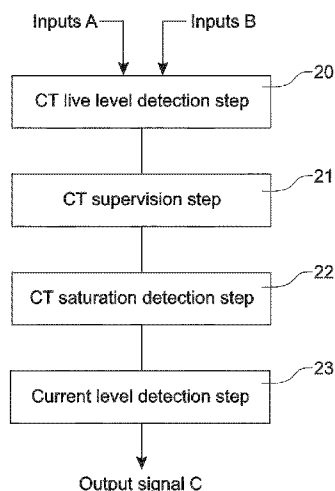 Inputs A Inputs B
20
CT live level detection step
21
CT supervision step
22
CT saturation detection step
23
Current level detection step
Output signal C